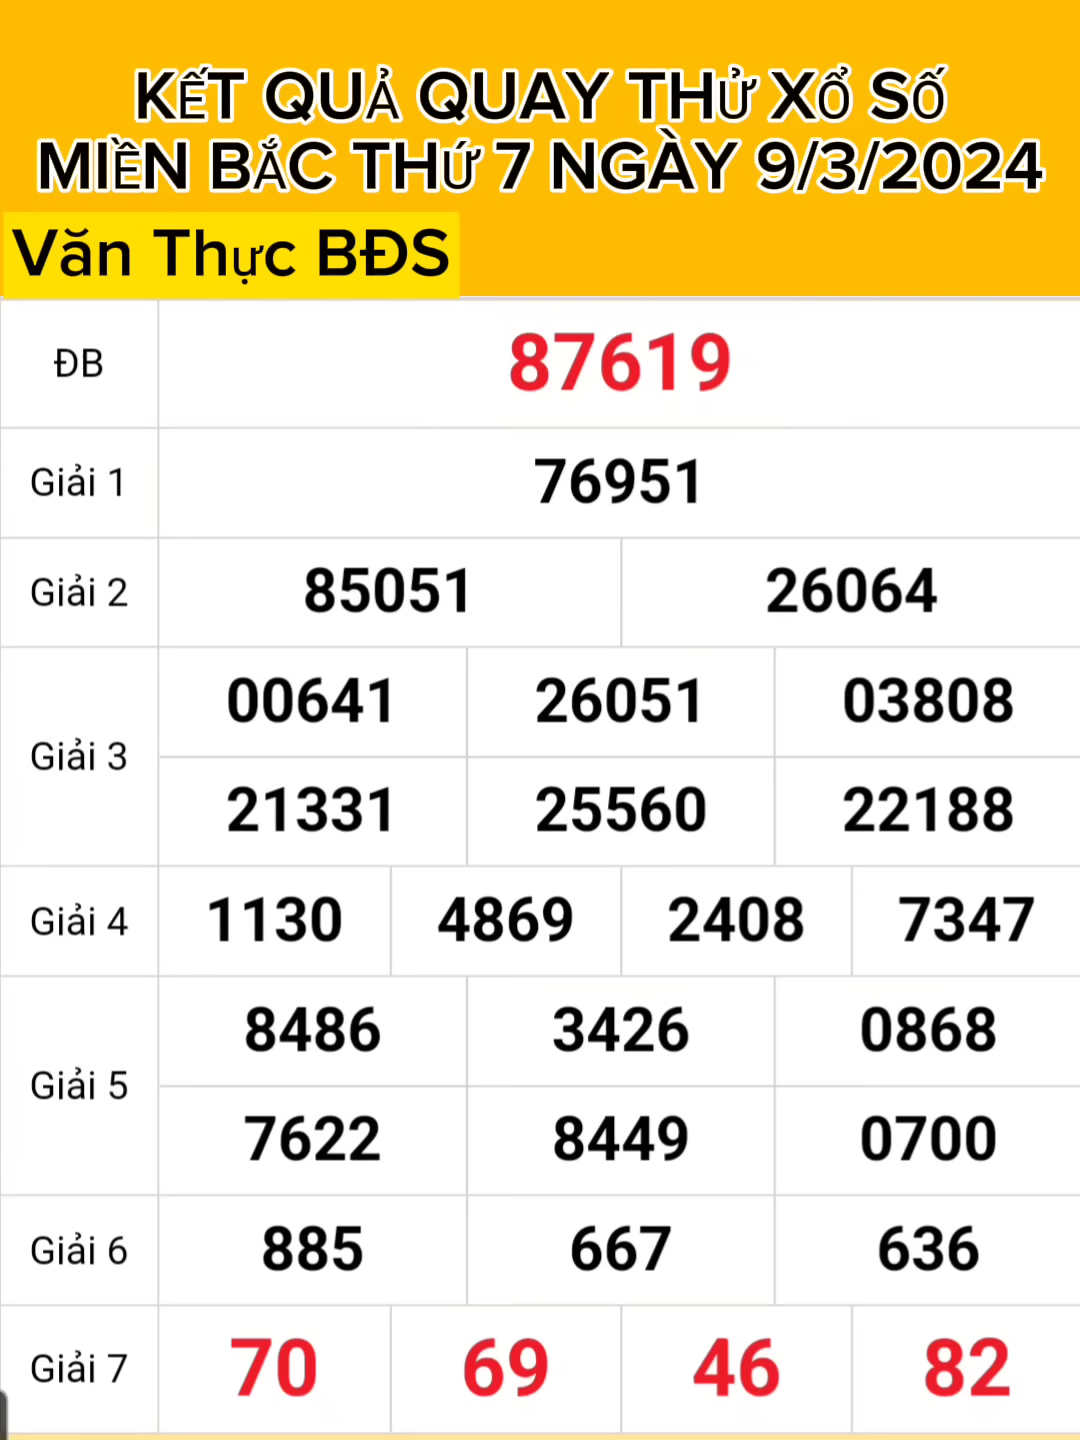 KẾT QUẢ QUAY THỬ XỔ SỐ
MIỀN BẮC THỨ 7 NGÀY 9/3/2024
Văn Thực BĐS
ĐB 87619
Giải 1 76951
Giải 2 85051 26064
Giải 3
00641 26051 03808
21331 25560 22188
Giải 4 1130 4869 2408 7347
Giải 5
8486 3426 0868
7622 8449 0700
Giải 6 885 667 636
Giải 7 70 69 46 82